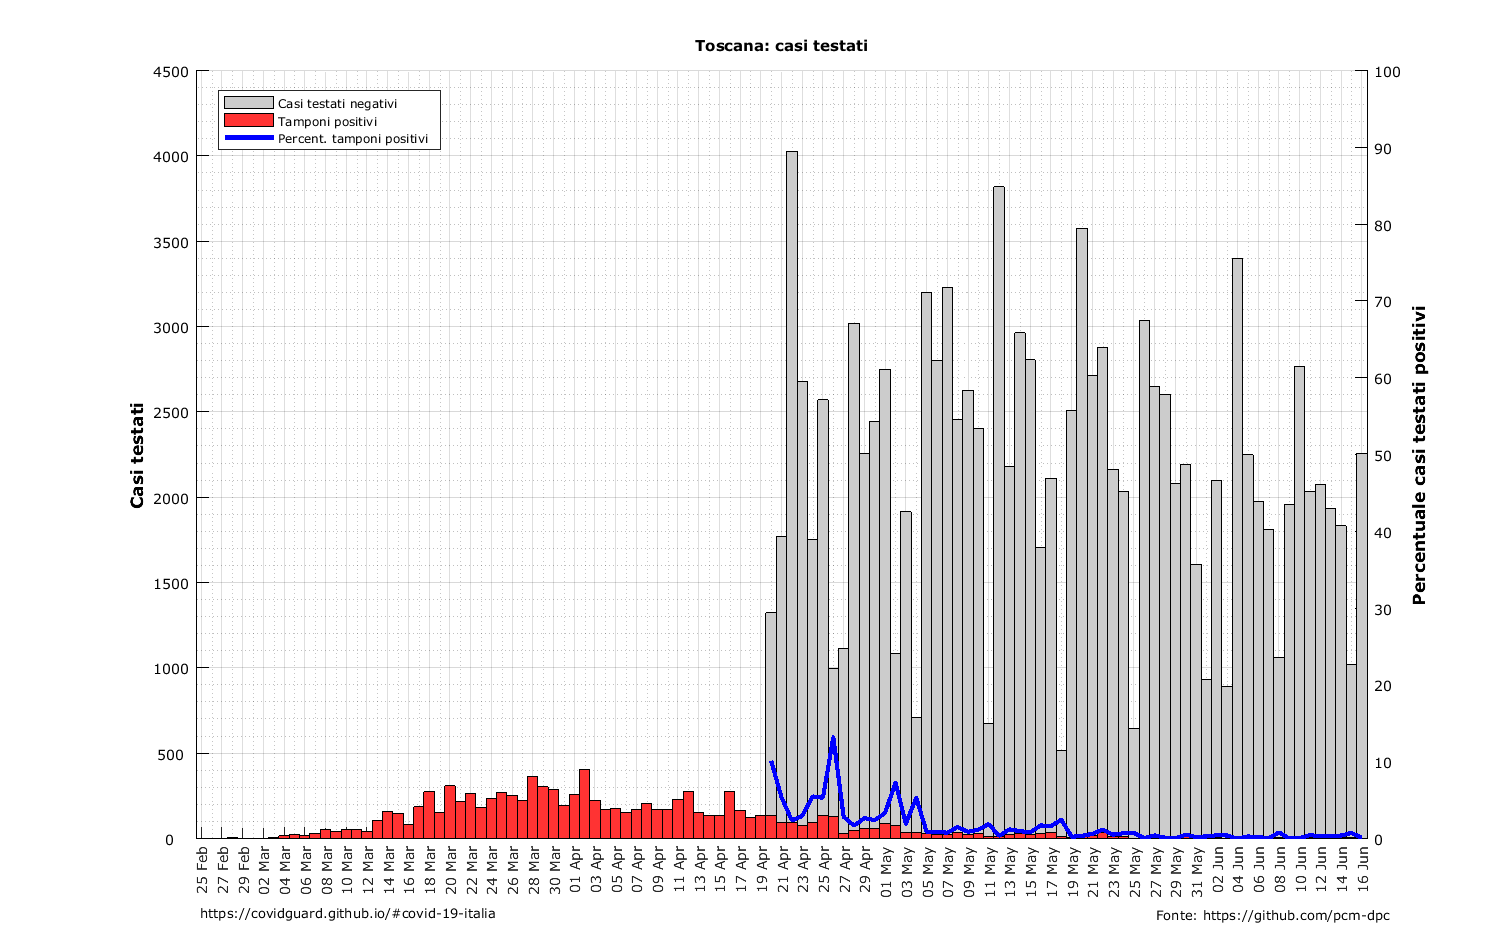 Toscana: casi testati
Casi testati negativi
Tamponi positivi
Percent. tamponi positivi
Casi testati
4500
4000
3500
3000
2500
2000
1500
1000
500
0
100
90
80
70
60
50
40
30
20
10
0
Percentuale casi testati positivi
25 Feb
27 Feb
29 Feb
02 Mar
04 Mar
06 Mar
08 Mar
10 Mar
12 Mar
14 Mar
16 Mar
18 Mar
20 Mar
22 Mar
24 Mar
26 Mar
28 Mar
30 Mar
01 Apr
03 Apr
05 Apr
07 Apr
09 Apr
11 Apr
13 Apr
15 Apr
17 Apr
19 Apr
21 Apr
23 Apr
25 Apr
27 Apr
29 Apr
01 May
03 May
05 May
07 May
09 May
11 May
13 May
15 May
17 May
19 May
21 May
23 May
25 May
27 May
29 May
31 May
02 Jun
04 Jun
06 Jun
08 Jun
10 Jun
12 Jun
14 Jun
16 Jun
https://covidguard.github.io/#covid-19-italia
Fonte: https://github.com/pcm-dpc